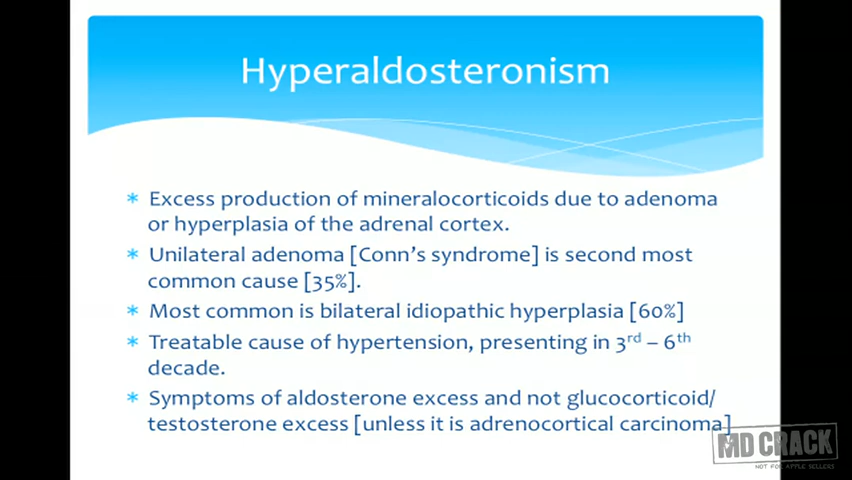 Hyperaldosteronism
* Excess production of mineralocorticoids due to adenoma
or hyperplasia of the adrenal cortex.
* Unilateral adenoma [Conn's syndrome] is second most
common cause [35%].
* Most common is bilateral idiopathic hyperplasia [60%]
* Treatable cause of hypertension, presenting in 3rd – 6th
decade.
* Symptoms of aldosterone excess and not glucocorticoid/
testosterone excess [unless it is adrenocortical carcinoma]
MD CRACK
NOT FOR APPLE SELLERS